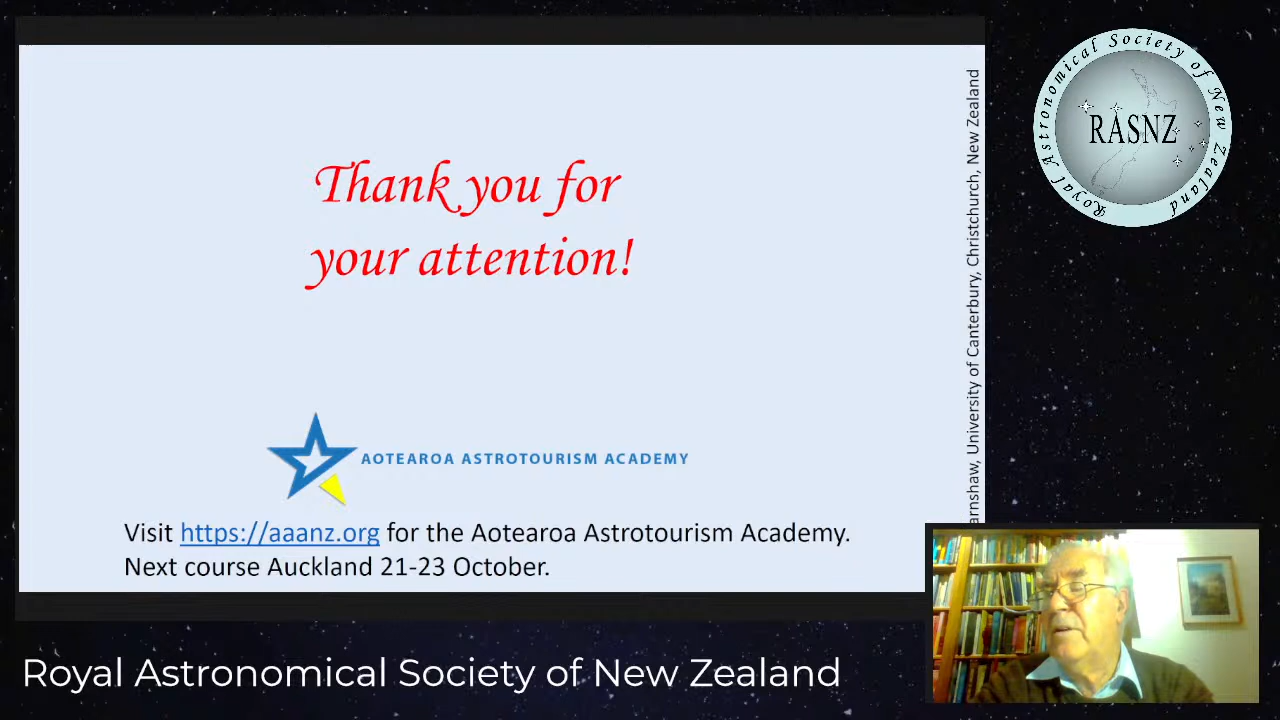 Thank you for
your attention!
AOTEAROA ASTROTOURISM ACADEMY
Visit https://aaanz.org for the Aotearoa Astrotourism Academy.
Next course Auckland 21-23 October.
University of Canterbury, Christchurch, New Zealand
Royal Astronomical Society of New Zealand
RASNZ
Royal Astronomical Society of New Zealand